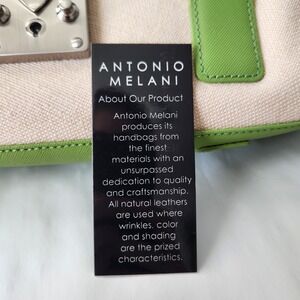 ANTONIO
MELANI
About Our Product
Antonio Melani
produces its
handbags from
the finest
materials with an
unsurpassed
dedication to quality
and craftsmanship.
All natural leathers
are used where
wrinkles, color
and shading
are the prized
characteristics.